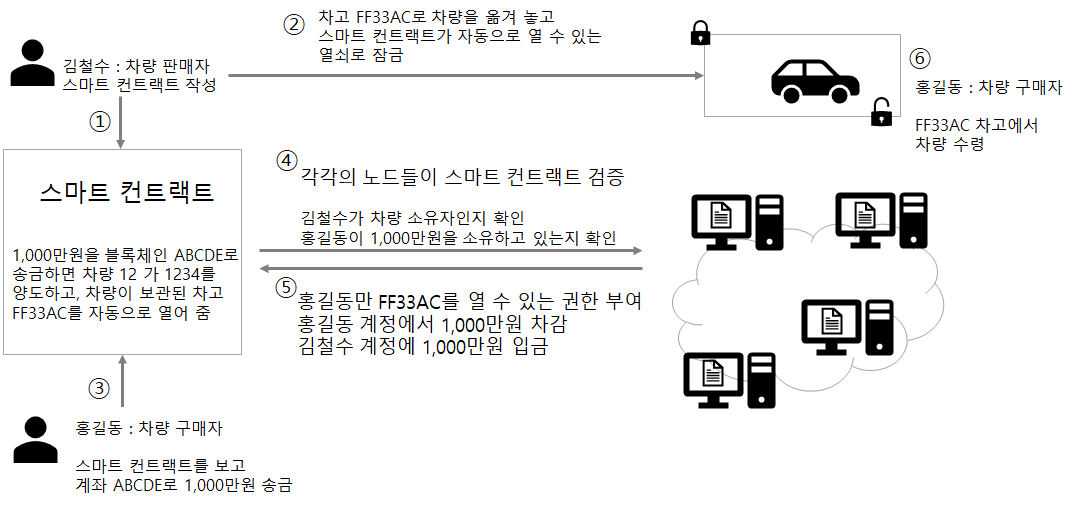 ②
차고 FF33AC로 차량을 옮겨 놓고
스마트 컨트랙트가 자동으로 열 수 있는
열쇠로 잠금
김철수 : 차량 판매자
스마트 컨트랙트 작성
①
⑥
홍길동 : 차량 구매자
FF33AC 차고에서
차량 수령
스마트 컨트랙트
1,000만원을 블록체인 ABCDE로
송금하면 차량 12 가 1234를
양도하고, 차량이 보관된 차고
FF33AC를 자동으로 열어 줌
④
각각의 노드들이 스마트 컨트랙트 검증
김철수가 차량 소유자인지 확인
홍길동이 1,000만원을 소유하고 있는지 확인
⑤
홍길동만 FF33AC를 열 수 있는 권한 부여
홍길동 계정에서 1,000만원 차감
김철수 계정에 1,000만원 입금
③
홍길동 : 차량 구매자
스마트 컨트랙트를 보고
계좌 ABCDE로 1,000만원 송금